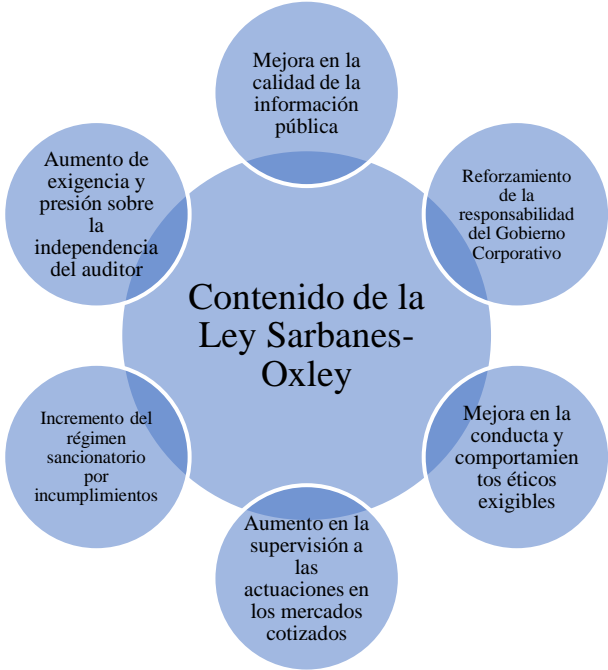 Mejora en la
calidad de la
información
pública
Aumento de
exigencia y
presión sobre
la
independencia
del auditor
Reforzamiento
de la
responsabilidad
del Gobierno
Corporativo
Contenido de la
Ley Sarbanes-
Oxley
Incremento del
régimen
sancionatorio
por
incumplimientos
Mejora en la
conducta y
comportamien
tos éticos
exigibles
Aumento en la
supervisión a
las
actuaciones en
los mercados
cotizados